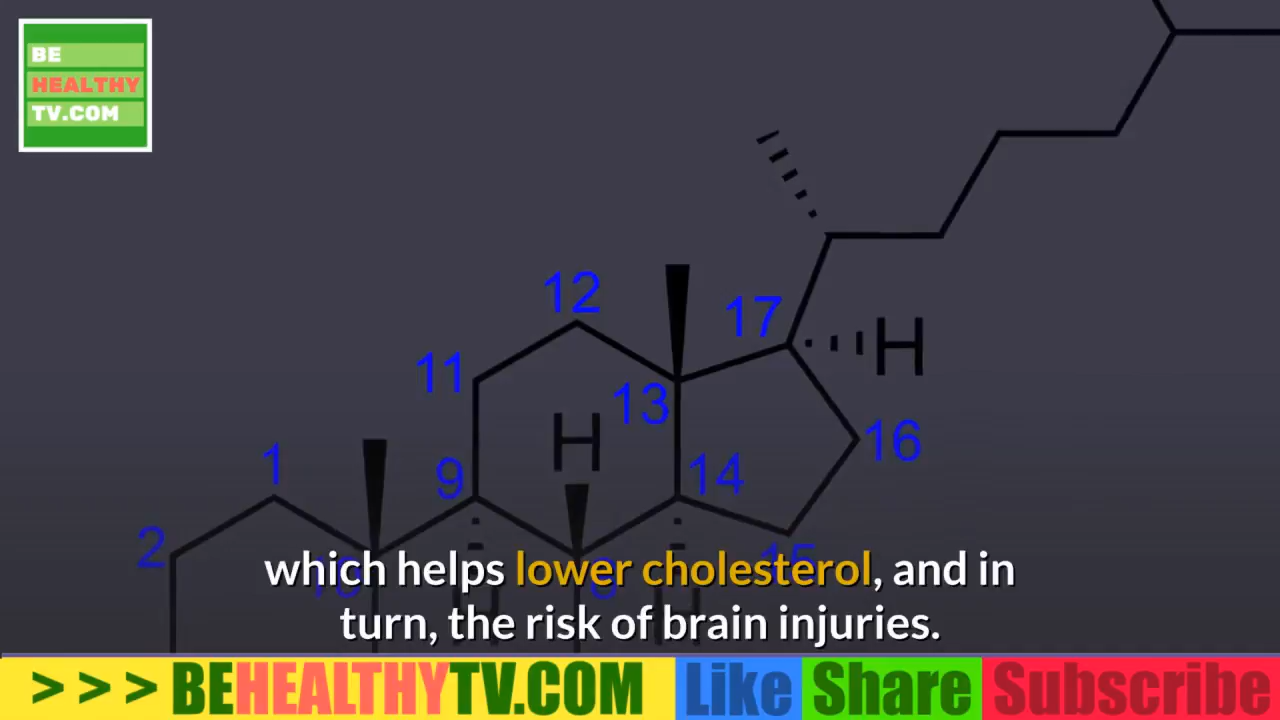 BE
HEALTHY
TV.COM
12
17
H
11
13
H
16
1
9
14
2
which helps lower cholesterol, and in
turn, the risk of brain injuries.
> > > BEHEALTHYTV.COM Like Share Subscribe